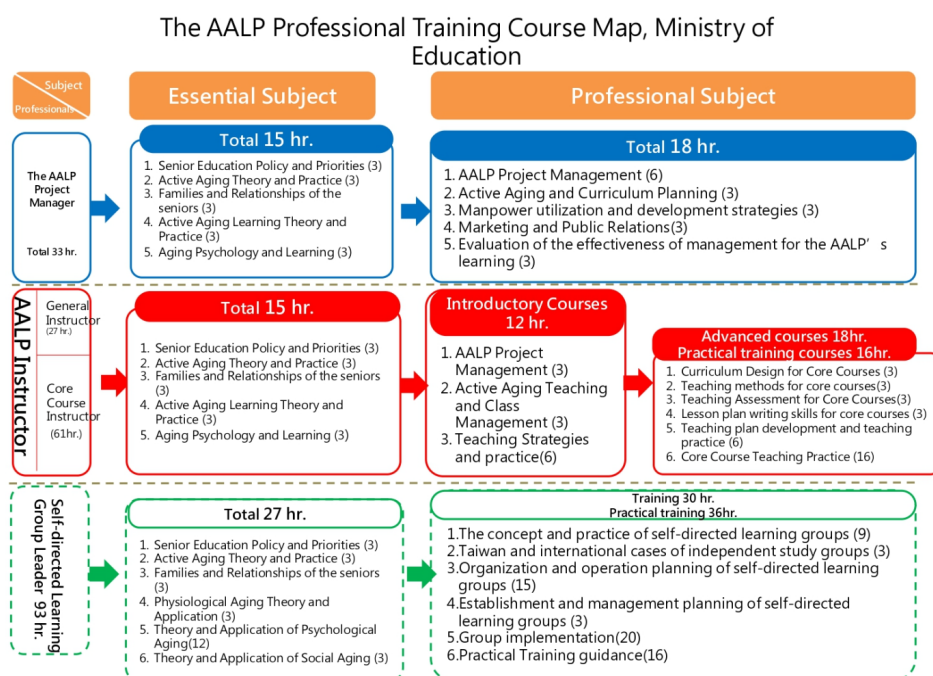 The AALP Professional Training Course Map, Ministry of
Education
Subject
Professionals
Essential Subject
Professional Subject
The AALP
Project
Manager
Total 33 hr.
Total 15 hr.
1. Senior Education Policy and Priorities (3)
2. Active Aging Theory and Practice (3)
3. Families and Relationships of the
seniors (3)
4. Active Aging Learning Theory and
Practice (3)
5. Aging Psychology and Learning (3)
Total 18 hr.
1. AALP Project Management (6)
2. Active Aging and Curriculum Planning (3)
3. Manpower utilization and development strategies (3)
4. Marketing and Public Relations(3)
5. Evaluation of the effectiveness of management for the AALP’s
learning (3)
AALP Instructor
General
Instructor
(27 hr.)
Core
Course
Instructor
(61hr.)
Total 15 hr.
1. Senior Education Policy and Priorities (3)
2. Active Aging Theory and Practice (3)
3. Families and Relationships of the seniors
(3)
4. Active Aging Learning Theory and
Practice (3)
5. Aging Psychology and Learning (3)
Introductory Courses
12 hr.
1. AALP Project
Management (3)
2. Active Aging Teaching
and Class
Management (3)
3. Teaching Strategies
and practice(6)
Advanced courses 18hr.
Practical training courses 16hr.
1. Curriculum Design for Core Courses (3)
2. Teaching methods for core courses(3)
3. Teaching Assessment for Core Courses(3)
4. Lesson plan writing skills for core courses (3)
5. Teaching plan development and teaching
practice (6)
6. Core Course Teaching Practice (16)
Self-directed Learning
Group Leader 93 hr.
Total 27 hr.
1. Senior Education Policy and Priorities (3)
2. Active Aging Theory and Practice (3)
3. Families and Relationships of the seniors
(3)
4. Physiological Aging Theory and
Application (3)
5. Theory and Application of Psychological
Aging(12)
6. Theory and Application of Social Aging (3)
Training 30 hr.
Practical training 36hr.
1.The concept and practice of self-directed learning groups (9)
2.Taiwan and international cases of independent study groups (3)
3.Organization and operation planning of self-directed learning
groups (15)
4.Establishment and management planning of self-directed
learning groups (3)
5.Group implementation(20)
6.Practical Training guidance(16)